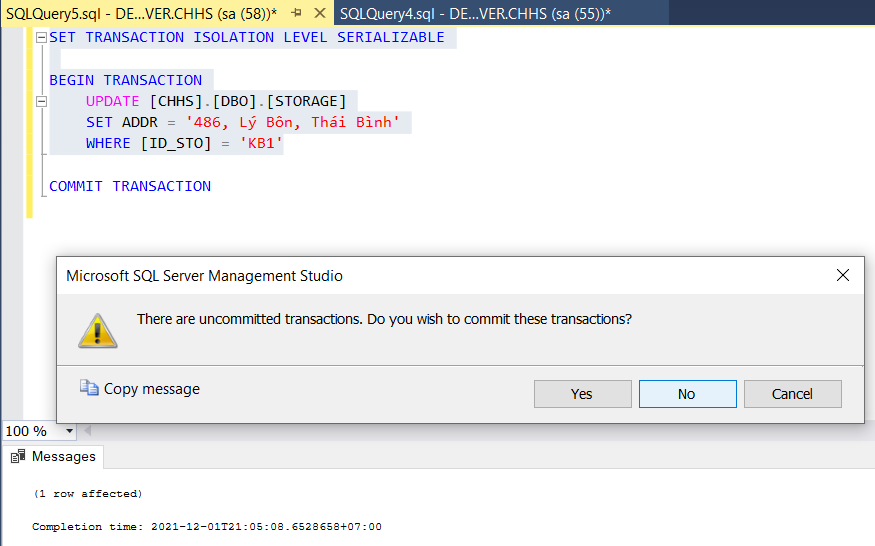 SQLQuery5.sql - DE...VER.CHHS (sa (58))* SQLQuery4.sql - DE...VER.CHHS (sa (55))*
SET TRANSACTION ISOLATION LEVEL SERIALIZABLE
BEGIN TRANSACTION
UPDATE [CHHS].[DBO].[STORAGE]
SET ADDR = '486, Lý Bôn, Thái Bình'
WHERE [ID_STO] = 'KB1'
COMMIT TRANSACTION
Microsoft SQL Server Management Studio
There are uncommitted transactions. Do you wish to commit these transactions?
Copy message Yes No Cancel
100 %
Messages
(1 row affected)
Completion time: 2021-12-01T21:05:08.6528658+07:00